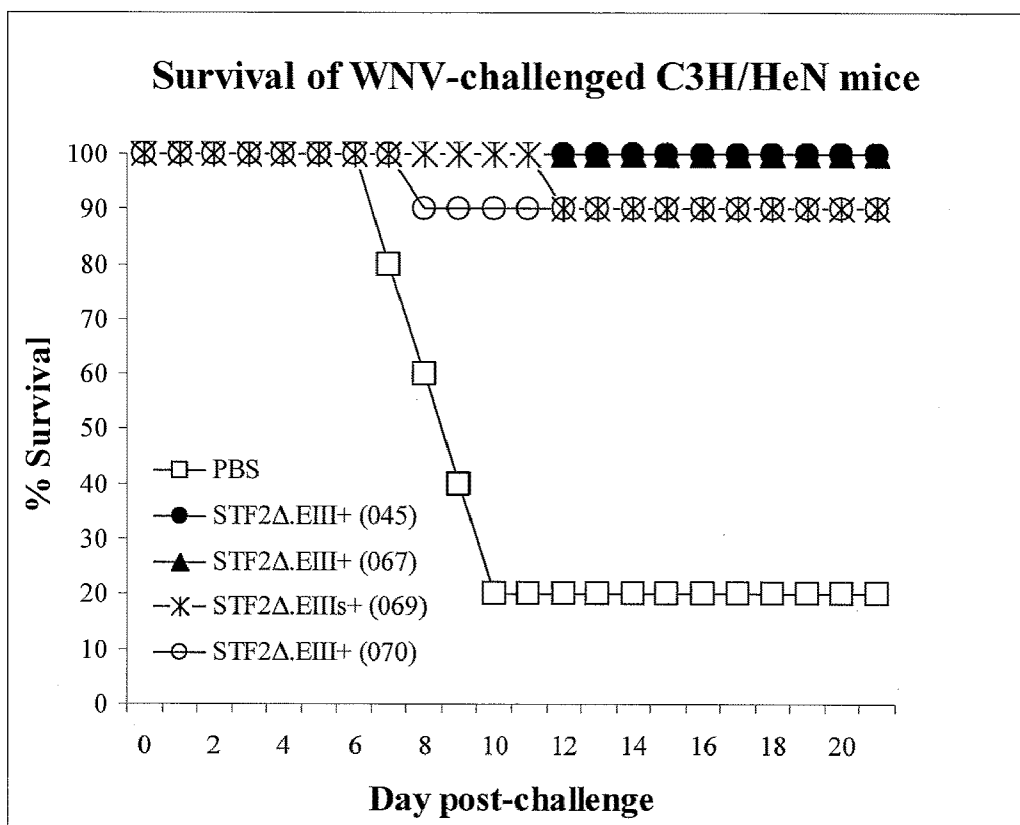 Survival of WNV-challenged C3H/HeN mice
% Survival
100
90
80
70
60
50
40
30
20
10
0
PBS
STF2Δ.EIII+ (045)
STF2Δ.EIII+ (067)
STF2Δ.EIIIs+ (069)
STF2Δ.EIII+ (070)
0 2 4 6 8 10 12 14 16 18 20
Day post-challenge